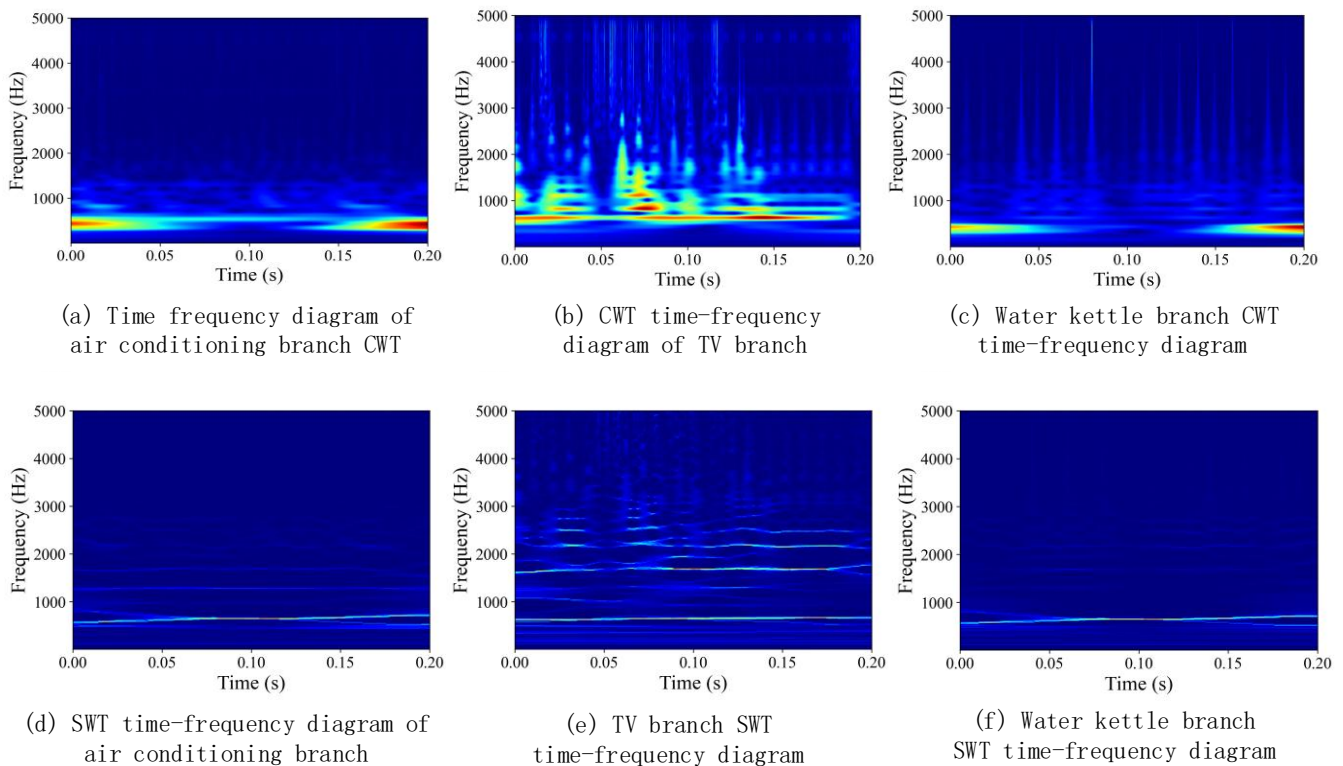 5000
4000
3000
2000
1000
Frequency (Hz)
0.00 0.05 0.10 0.15 0.20
Time (s)
(a) Time frequency diagram of
air conditioning branch CWT
5000
4000
3000
2000
1000
Frequency (Hz)
0.00 0.05 0.10 0.15 0.20
Time (s)
(b) CWT time-frequency
diagram of TV branch
5000
4000
3000
2000
1000
Frequency (Hz)
0.00 0.05 0.10 0.15 0.20
Time (s)
(c) Water kettle branch CWT
time-frequency diagram
5000
4000
3000
2000
1000
Frequency (Hz)
0.00 0.05 0.10 0.15 0.20
Time (s)
(d) SWT time-frequency diagram of
air conditioning branch
5000
4000
3000
2000
1000
Frequency (Hz)
0.00 0.05 0.10 0.15 0.20
Time (s)
(e) TV branch SWT
time-frequency diagram
5000
4000
3000
2000
1000
Frequency (Hz)
0.00 0.05 0.10 0.15 0.20
Time (s)
(f) Water kettle branch
SWT time-frequency diagram